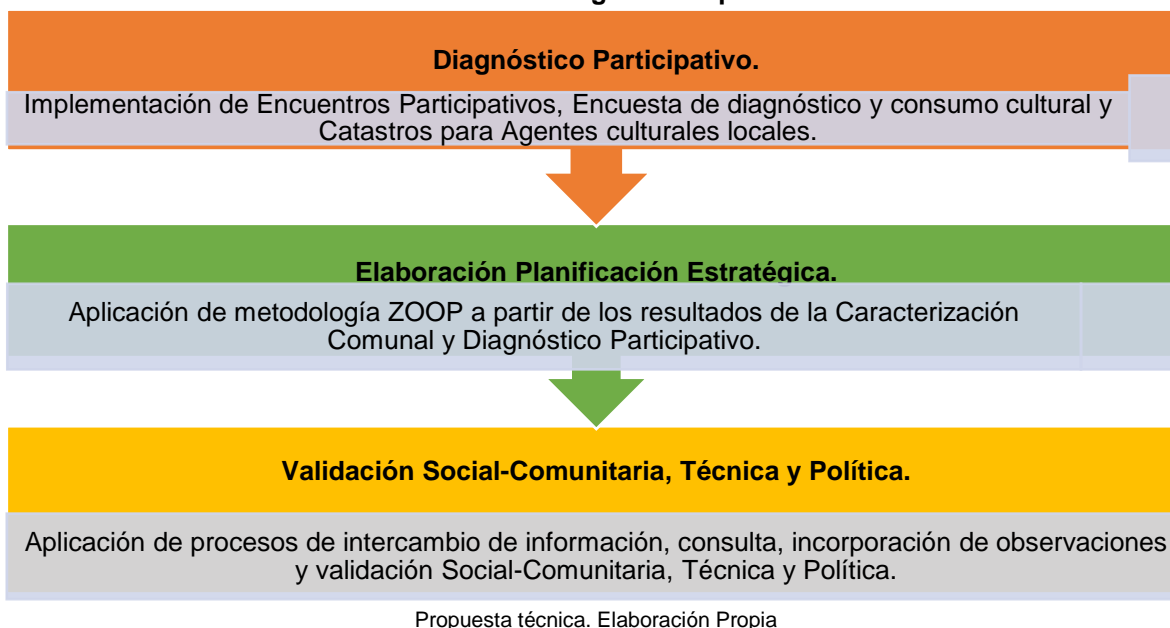 Diagnóstico Participativo.
Implementación de Encuentros Participativos, Encuesta de diagnóstico y consumo cultural y
Catastros para Agentes culturales locales.
Elaboración Planificación Estratégica.
Aplicación de metodología ZOOP a partir de los resultados de la Caracterización
Comunal y Diagnóstico Participativo.
Validación Social-Comunitaria, Técnica y Política.
Aplicación de procesos de intercambio de información, consulta, incorporación de observaciones
y validación Social-Comunitaria, Técnica y Política.
Propuesta técnica. Elaboración Propia